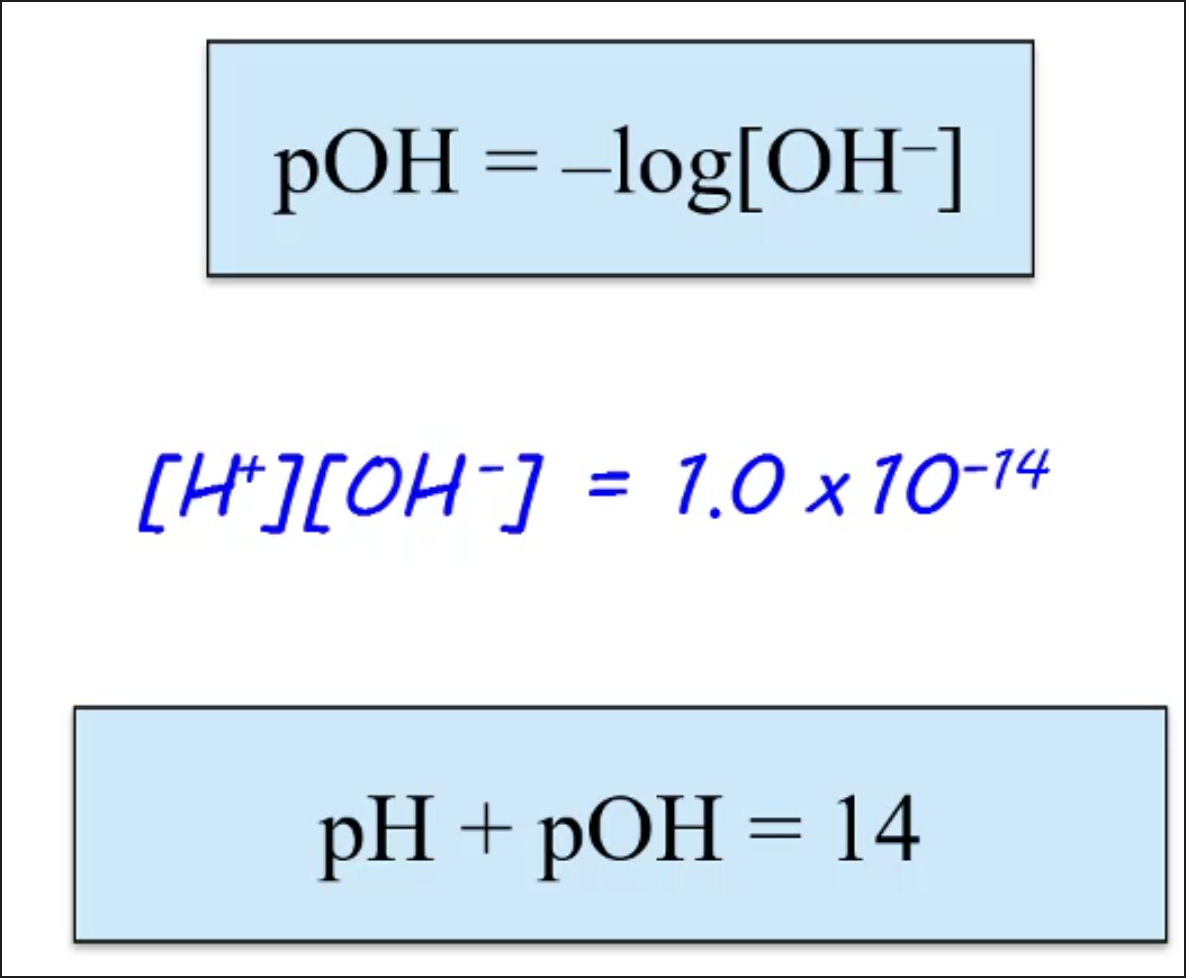 pOH = –log[OH⁻]
[H⁺][OH⁻] = 1.0 x 10⁻¹⁴
pH + pOH = 14